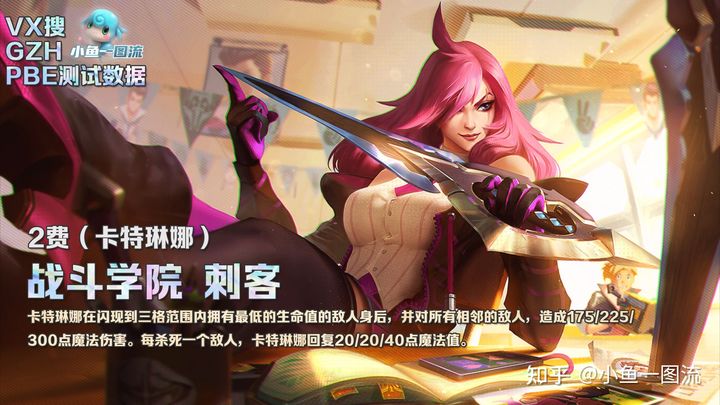 VX搜
GZH 小鱼一图流
PBE测试数据
2费（卡特琳娜）
战斗学院 刺客
卡特琳娜在闪现到三格范围内拥有最低的生命值的敌人身后，并对所有相邻的敌人，造成175/225/
300点魔法伤害。每杀死一个敌人，卡特琳娜回复20/20/40点魔法值。
知乎 @小鱼一图流